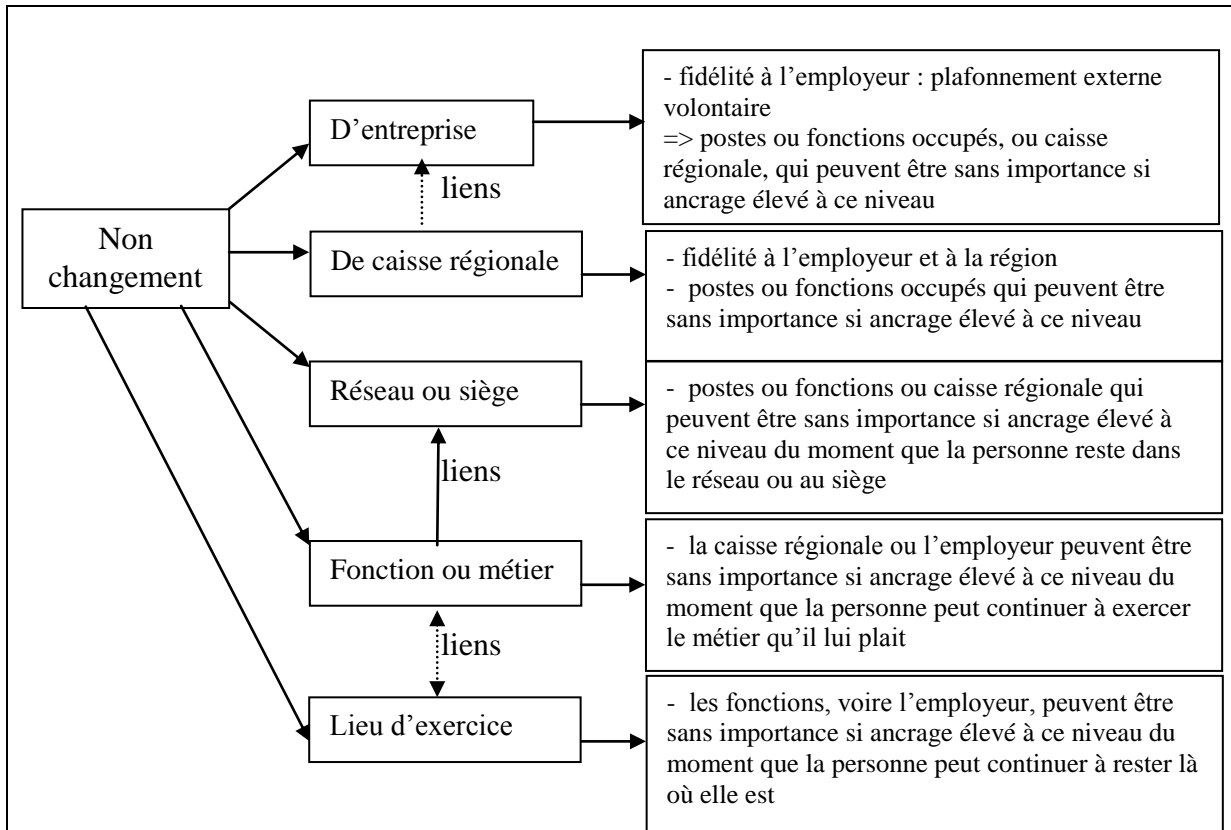 Non
changement
D’entreprise
liens
De caisse régionale
Réseau ou siège
liens
Fonction ou métier
liens
Lieu d’exercice
- fidélité à l’employeur : plafonnement externe
volontaire
=> postes ou fonctions occupés, ou caisse
régionale, qui peuvent être sans importance si
ancrage élevé à ce niveau
- fidélité à l’employeur et à la région
- postes ou fonctions occupés qui peuvent être
sans importance si ancrage élevé à ce niveau
- postes ou fonctions ou caisse régionale qui
peuvent être sans importance si ancrage élevé à
ce niveau du moment que la personne reste dans
le réseau ou au siège
- la caisse régionale ou l’employeur peuvent être
sans importance si ancrage élevé à ce niveau du
moment que la personne peut continuer à exercer
le métier qu’il lui plait
- les fonctions, voire l’employeur, peuvent être
sans importance si ancrage élevé à ce niveau du
moment que la personne peut continuer à rester là
où elle est